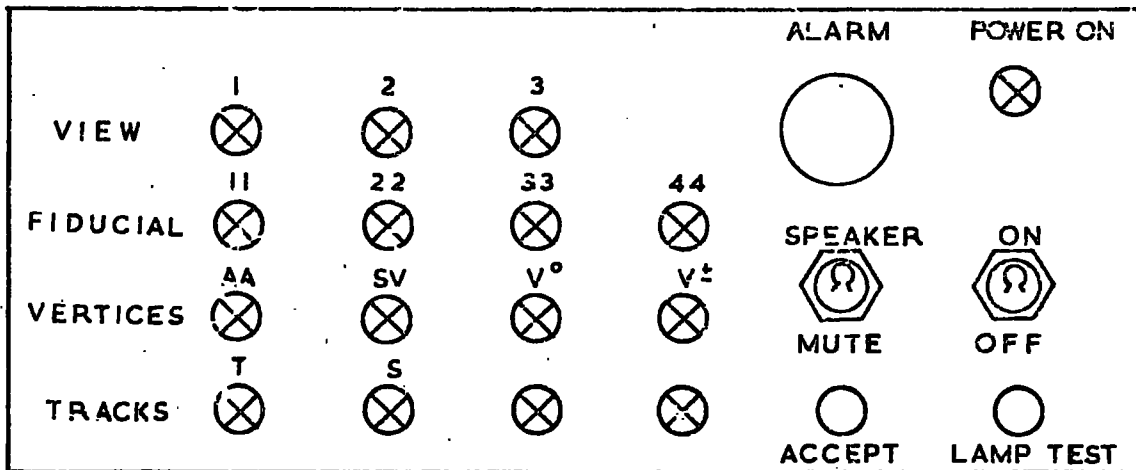 ALARM POWER ON
1 2 3
VIEW
11 22 33 44
FIDUCIAL SPEAKER ON
AA SV V° V±
VERTICES MUTE OFF
T S
TRACKS
ACCEPT LAMP TEST